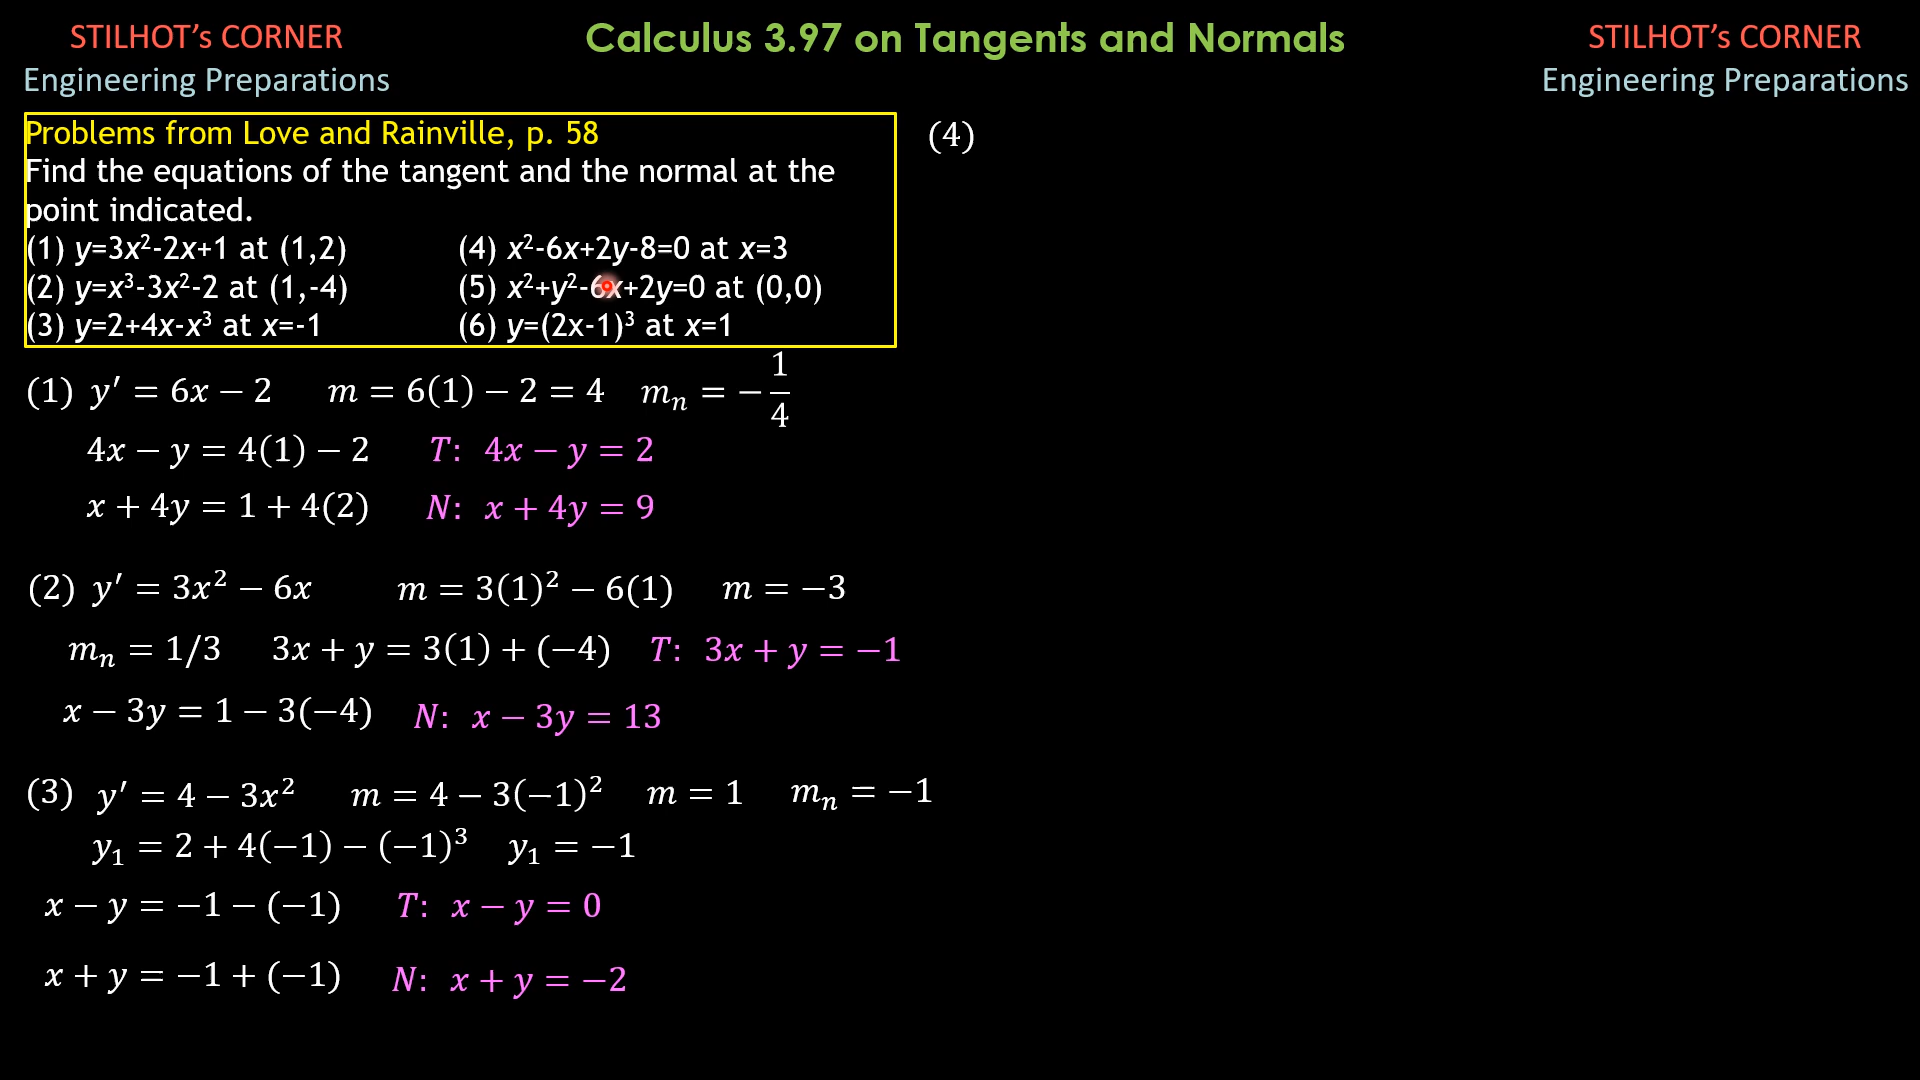 STILHOT’s CORNER
Engineering Preparations
Calculus 3.97 on Tangents and Normals
STILHOT’s CORNER
Engineering Preparations
Problems from Love and Rainville, p. 58
Find the equations of the tangent and the normal at the
point indicated.
(1) y=3x²-2x+1 at (1,2) (4) x²-6x+2y-8=0 at x=3
(2) y=x³-3x²-2 at (1,-4) (5) x²+y²-6x+2y=0 at (0,0)
(3) y=2+4x-x³ at x=-1 (6) y=(2x-1)³ at x=1
(1) y′ = 6x − 2 m = 6(1) − 2 = 4 mₙ = −1/4
4x − y = 4(1) − 2 T: 4x − y = 2
x + 4y = 1 + 4(2) N: x + 4y = 9
(2) y′ = 3x² − 6x m = 3(1)² − 6(1) m = −3
mₙ = 1/3 3x + y = 3(1) + (−4) T: 3x + y = −1
x − 3y = 1 − 3(−4) N: x − 3y = 13
(3) y′ = 4 − 3x² m = 4 − 3(−1)² m = 1 mₙ = −1
y₁ = 2 + 4(−1) − (−1)³ y₁ = −1
x − y = −1 − (−1) T: x − y = 0
x + y = −1 + (−1) N: x + y = −2
(4)